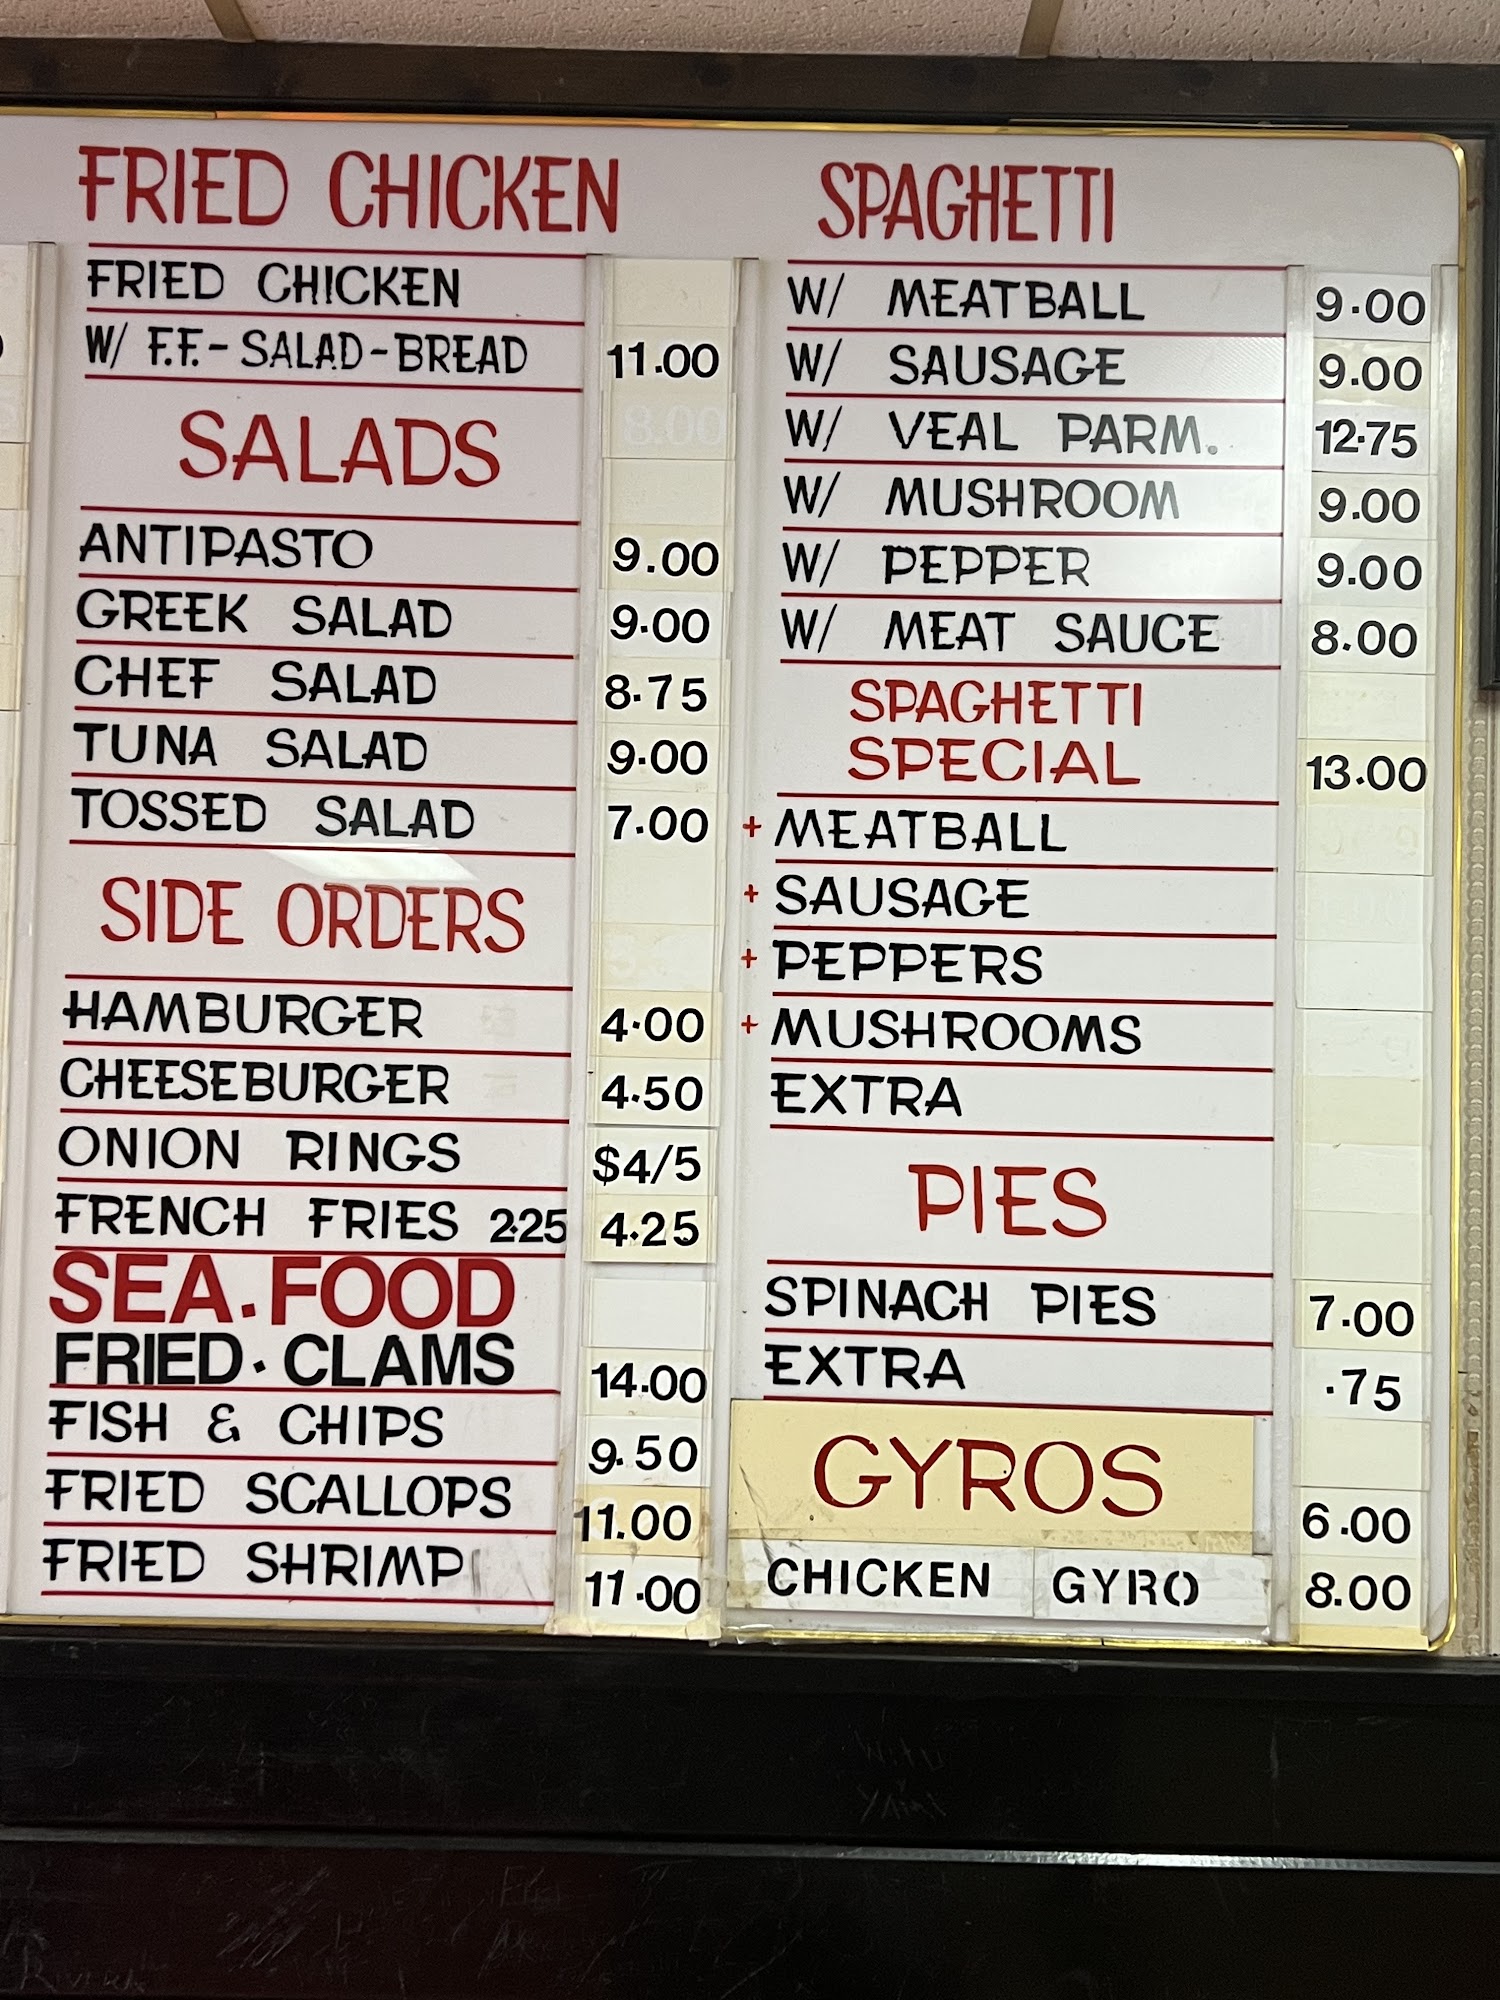 FRIED CHICKEN
FRIED CHICKEN
W/ F.F.-SALAD-BREAD 11.00
8.00
SALADS
ANTIPASTO 9.00
GREEK SALAD 9.00
CHEF SALAD 8.75
TUNA SALAD 9.00
TOSSED SALAD 7.00
SIDE ORDERS
HAMBURGER 4.00
CHEESEBURGER 4.50
ONION RINGS $4/5
FRENCH FRIES 2.25 4.25
SEA.FOOD
FRIED.CLAMS 14.00
FISH & CHIPS 9.50
FRIED SCALLOPS 11.00
FRIED SHRIMP 11.00
SPAGHETTI
W/ MEATBALL 9.00
W/ SAUSAGE 9.00
W/ VEAL PARM. 12.75
W/ MUSHROOM 9.00
W/ PEPPER 9.00
W/ MEAT SAUCE 8.00
SPAGHETTI
SPECIAL 13.00
+ MEATBALL
+ SAUSAGE
+ PEPPERS
+ MUSHROOMS
EXTRA
PIES
SPINACH PIES 7.00
EXTRA .75
GYROS 6.00
CHICKEN GYRO 8.00